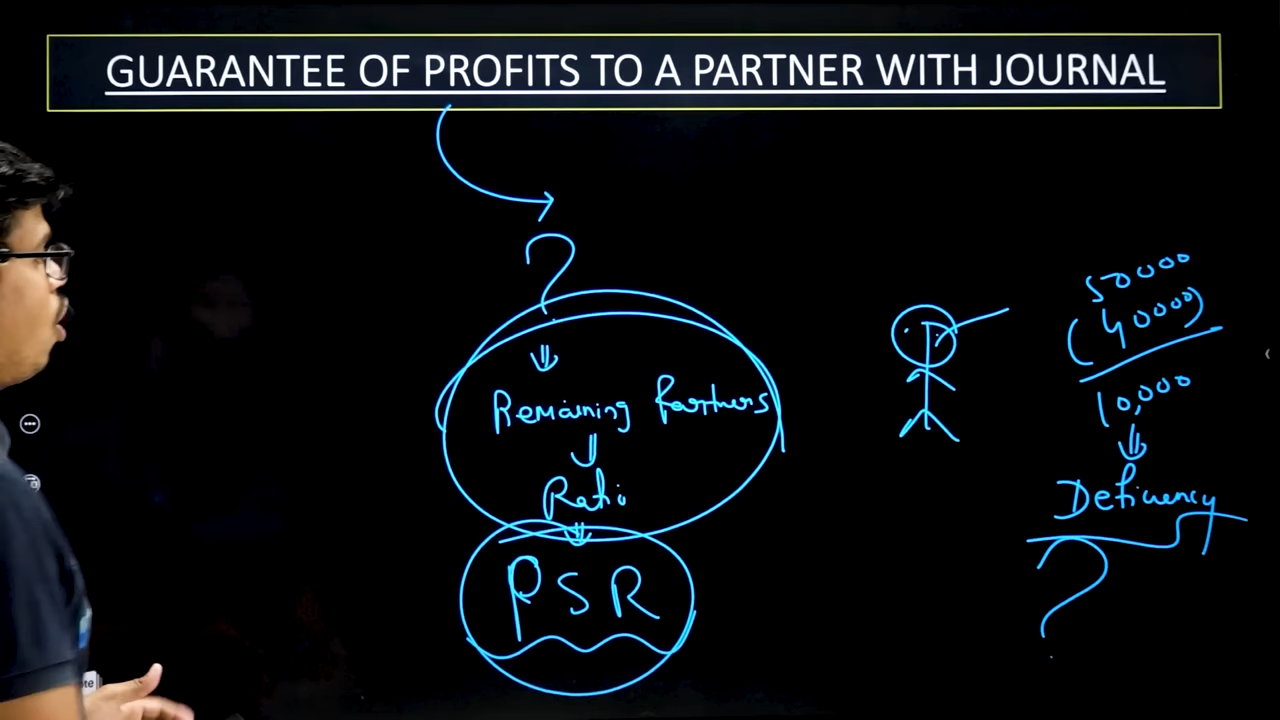 GUARANTEE OF PROFITS TO A PARTNER WITH JOURNAL
?
Remaining Partners
Ratio
PSR
50000
(40000)
10,000
Deficiency
?